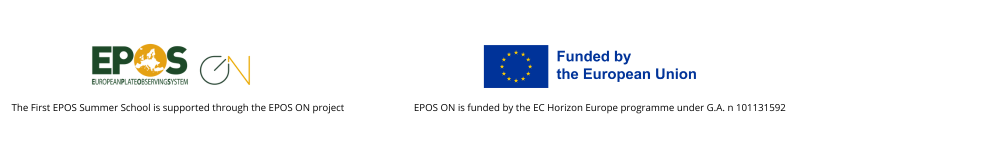 EPOS
EUROPEANPLATEOBSERVINGSYSTEM
ON
The First EPOS Summer School is supported through the EPOS ON project
Funded by
the European Union
EPOS ON is funded by the EC Horizon Europe programme under G.A. n 101131592